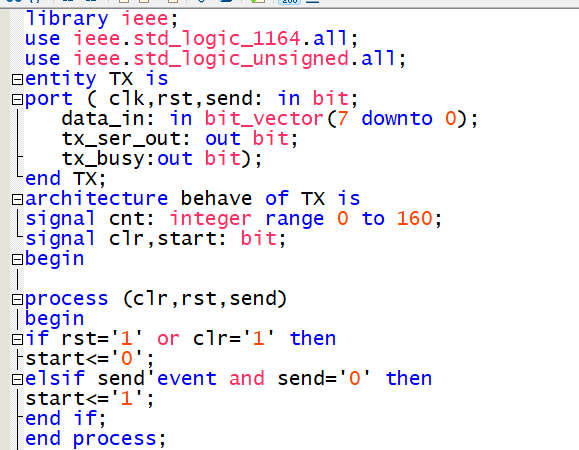 library ieee;
use ieee.std_logic_1164.all;
use ieee.std_logic_unsigned.all;
entity TX is
port ( clk,rst,send: in bit;
data_in: in bit_vector(7 downto 0);
tx_ser_out: out bit;
tx_busy:out bit);
end TX;
architecture behave of TX is
signal cnt: integer range 0 to 160;
signal clr,start: bit;
begin
process (clr,rst,send)
begin
if rst='1' or clr='1' then
start<='0';
elsif send'event and send='0' then
start<='1';
end if;
end process;